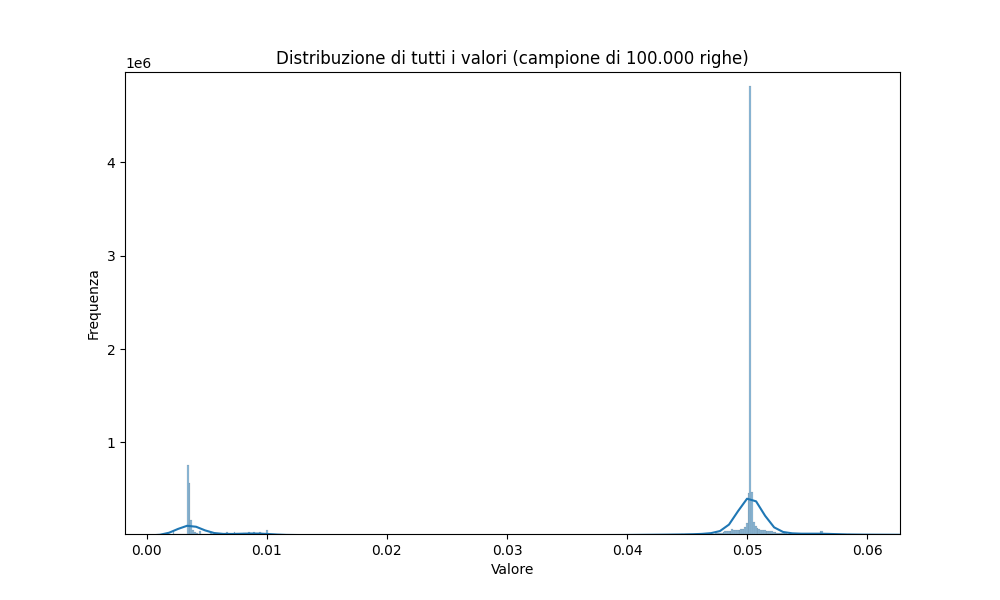 Distribuzione di tutti i valori (campione di 100.000 righe)
1e6
4
3
2
1
Frequenza
0.00 0.01 0.02 0.03 0.04 0.05 0.06
Valore